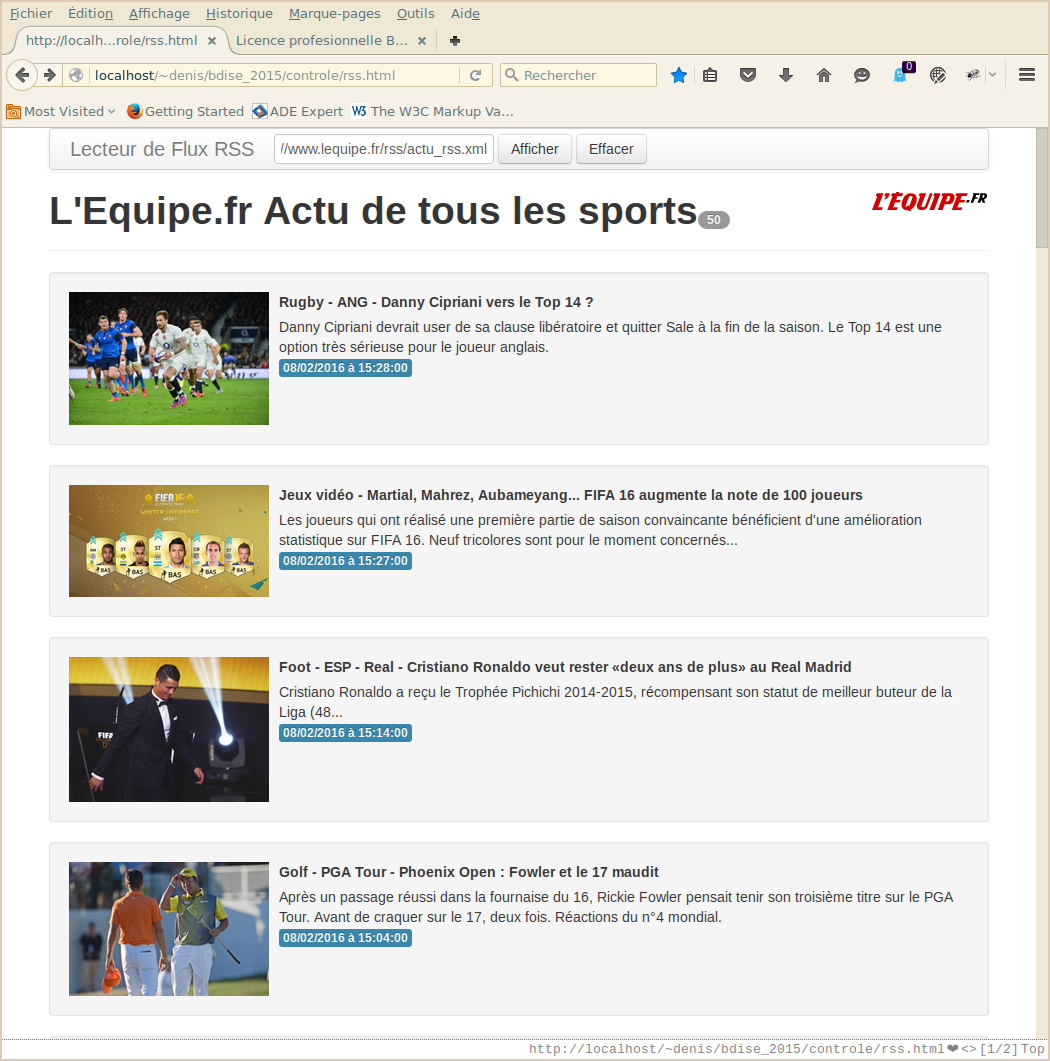 Fichier Édition Affichage Historique Marque-pages Outils Aide
http://localh...role/rss.html Licence profesionnelle B...
localhost/~denis/bdise_2015/controle/rss.html Rechercher 0
Most Visited Getting Started ADE Expert W3 The W3C Markup Va...
Lecteur de Flux RSS //www.lequipe.fr/rss/actu_rss.xml Afficher Effacer
L'Equipe.fr Actu de tous les sports 50 L'ÉQUIPE.FR
Rugby - ANG - Danny Cipriani vers le Top 14 ?
Danny Cipriani devrait user de sa clause libératoire et quitter Sale à la fin de la saison. Le Top 14 est une
option très sérieuse pour le joueur anglais.
08/02/2016 à 15:28:00
FIFA 16
WINTER UPGRADES
BAS BAS BAS BAS BAS
Jeux vidéo - Martial, Mahrez, Aubameyang... FIFA 16 augmente la note de 100 joueurs
Les joueurs qui ont réalisé une première partie de saison convaincante bénéficient d'une amélioration
statistique sur FIFA 16. Neuf tricolores sont pour le moment concernés...
08/02/2016 à 15:27:00
FIFA
Foot - ESP - Real - Cristiano Ronaldo veut rester «deux ans de plus» au Real Madrid
Cristiano Ronaldo a reçu le Trophée Pichichi 2014-2015, récompensant son statut de meilleur buteur de la
Liga (48...
08/02/2016 à 15:14:00
Golf - PGA Tour - Phoenix Open : Fowler et le 17 maudit
Après un passage réussi dans la fournaise du 16, Rickie Fowler pensait tenir son troisième titre sur le PGA
Tour. Avant de craquer sur le 17, deux fois. Réactions du n°4 mondial.
08/02/2016 à 15:04:00
http://localhost/~denis/bdise_2015/controle/rss.html❤<>[1/2]Top